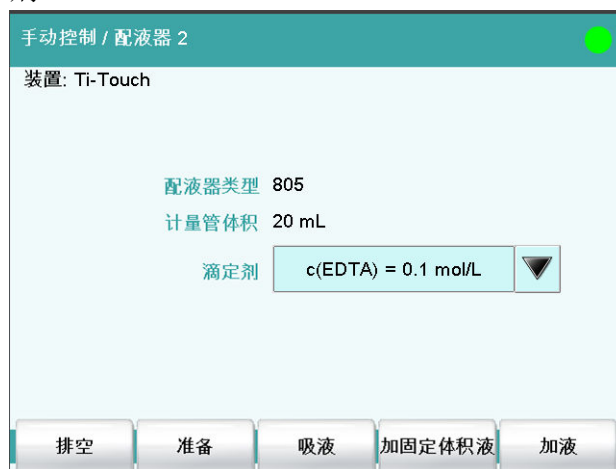 手动控制 / 配液器 2
装置: Ti-Touch
配液器类型 805
计量管体积 20 mL
滴定剂 c(EDTA) = 0.1 mol/L
排空 准备 吸液 加固定体积液 加液